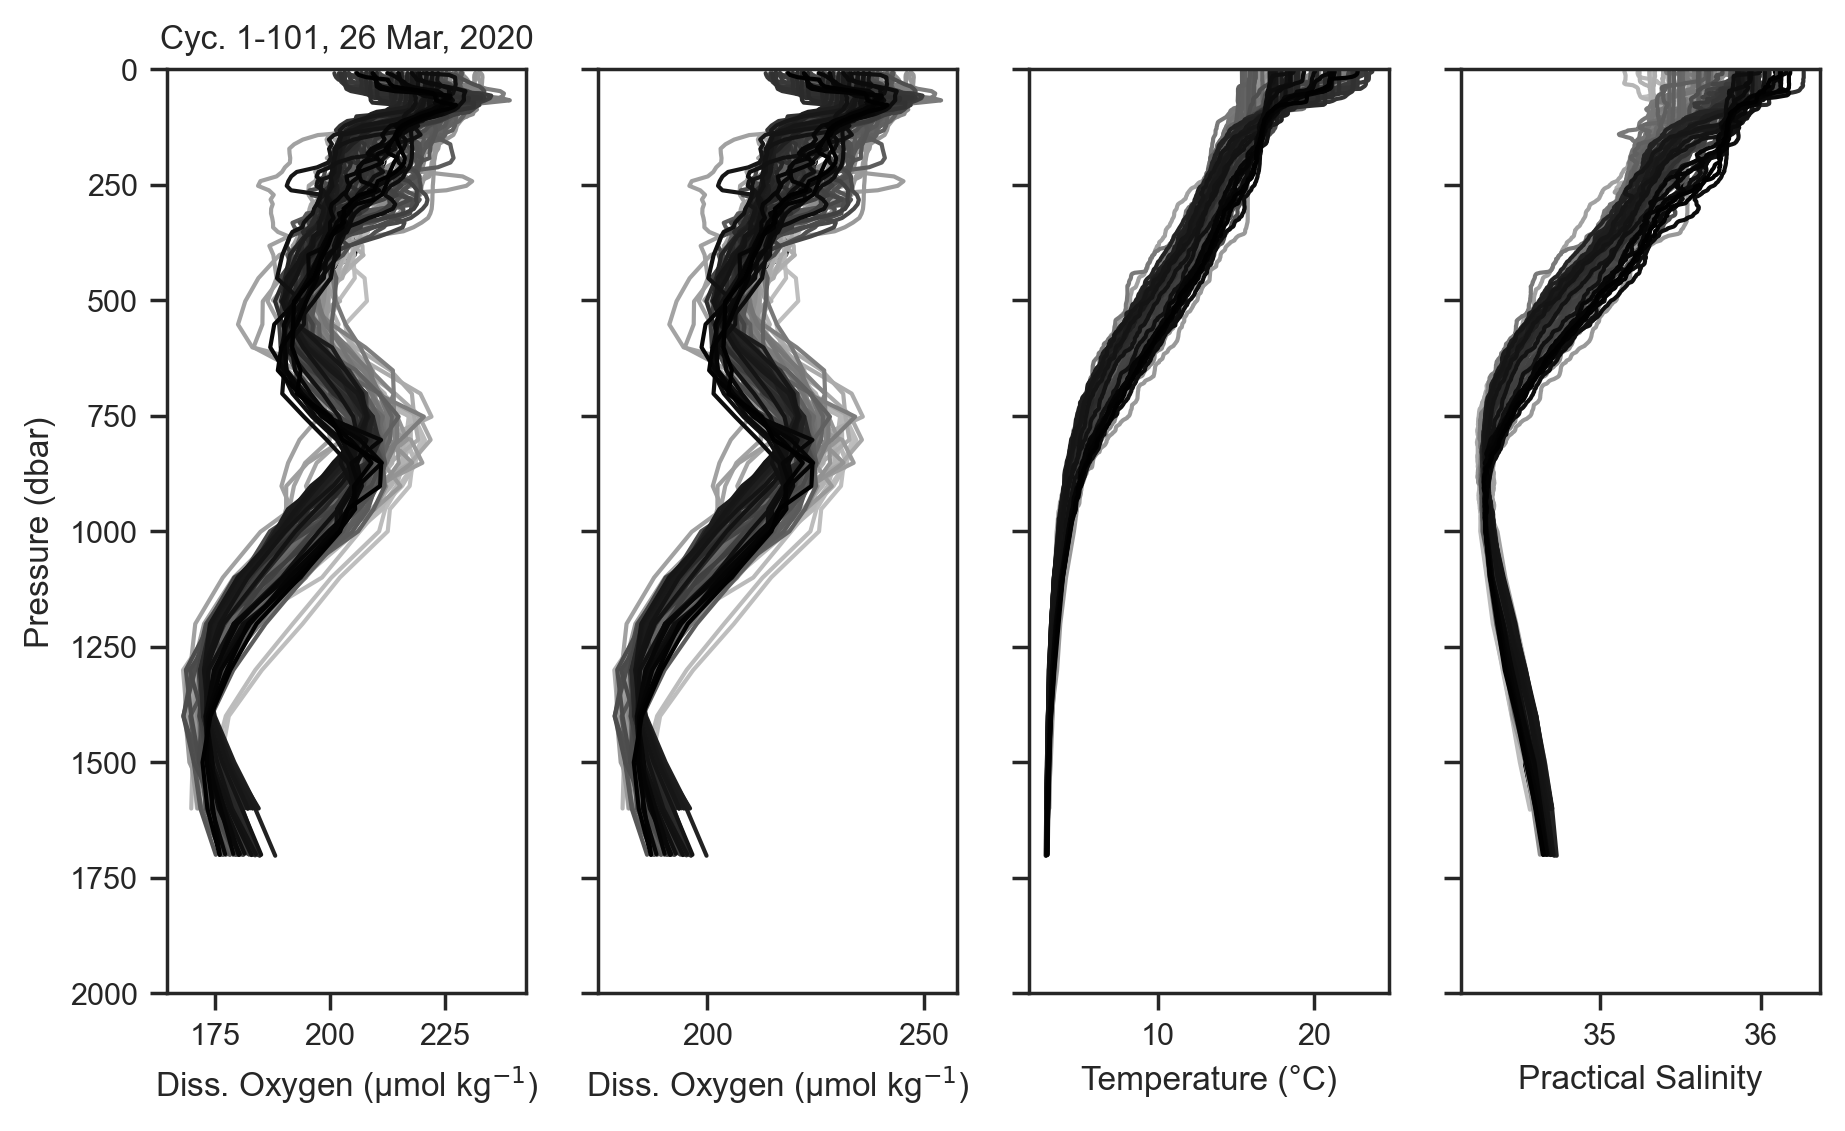 Cyc. 1-101, 26 Mar, 2020
0
250
500
750
1000
1250
1500
1750
2000
Pressure (dbar)
175 200 225
200 250
10 20
35 36
Diss. Oxygen (μmol kg⁻¹)
Diss. Oxygen (μmol kg⁻¹)
Temperature (°C)
Practical Salinity